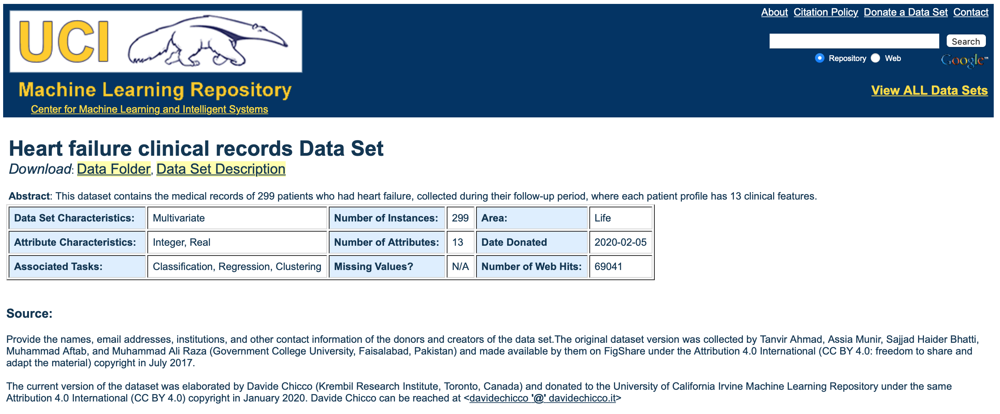 About Citation Policy Donate a Data Set Contact
UCI
Search
Repository Web Google™
Machine Learning Repository
View ALL Data Sets
Center for Machine Learning and Intelligent Systems
Heart failure clinical records Data Set
Download: Data Folder, Data Set Description
Abstract: This dataset contains the medical records of 299 patients who had heart failure, collected during their follow-up period, where each patient profile has 13 clinical features.
Data Set Characteristics: Multivariate Number of Instances: 299 Area: Life
Attribute Characteristics: Integer, Real Number of Attributes: 13 Date Donated 2020-02-05
Associated Tasks: Classification, Regression, Clustering Missing Values? N/A Number of Web Hits: 69041
Source:
Provide the names, email addresses, institutions, and other contact information of the donors and creators of the data set.The original dataset version was collected by Tanvir Ahmad, Assia Munir, Sajjad Haider Bhatti,
Muhammad Aftab, and Muhammad Ali Raza (Government College University, Faisalabad, Pakistan) and made available by them on FigShare under the Attribution 4.0 International (CC BY 4.0: freedom to share and
adapt the material) copyright in July 2017.
The current version of the dataset was elaborated by Davide Chicco (Krembil Research Institute, Toronto, Canada) and donated to the University of California Irvine Machine Learning Repository under the same
Attribution 4.0 International (CC BY 4.0) copyright in January 2020. Davide Chicco can be reached at <davidechicco '@' davidechicco.it>